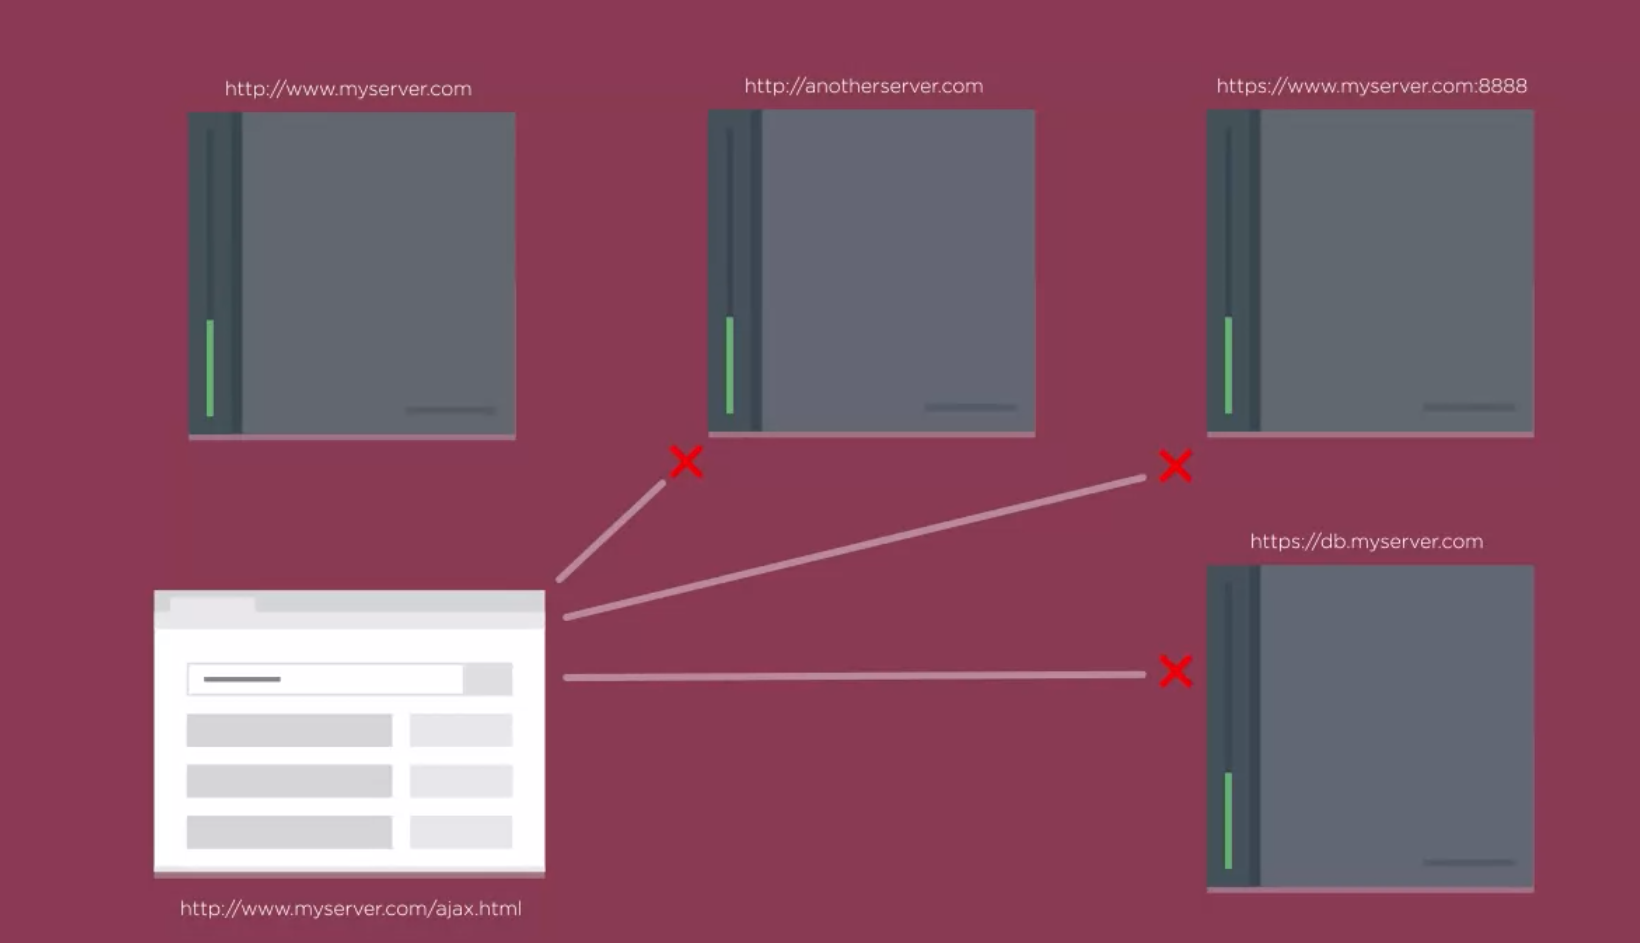 http://www.myserver.com
http://anotherserver.com
https://www.myserver.com:8888
https://db.myserver.com
http://www.myserver.com/ajax.html